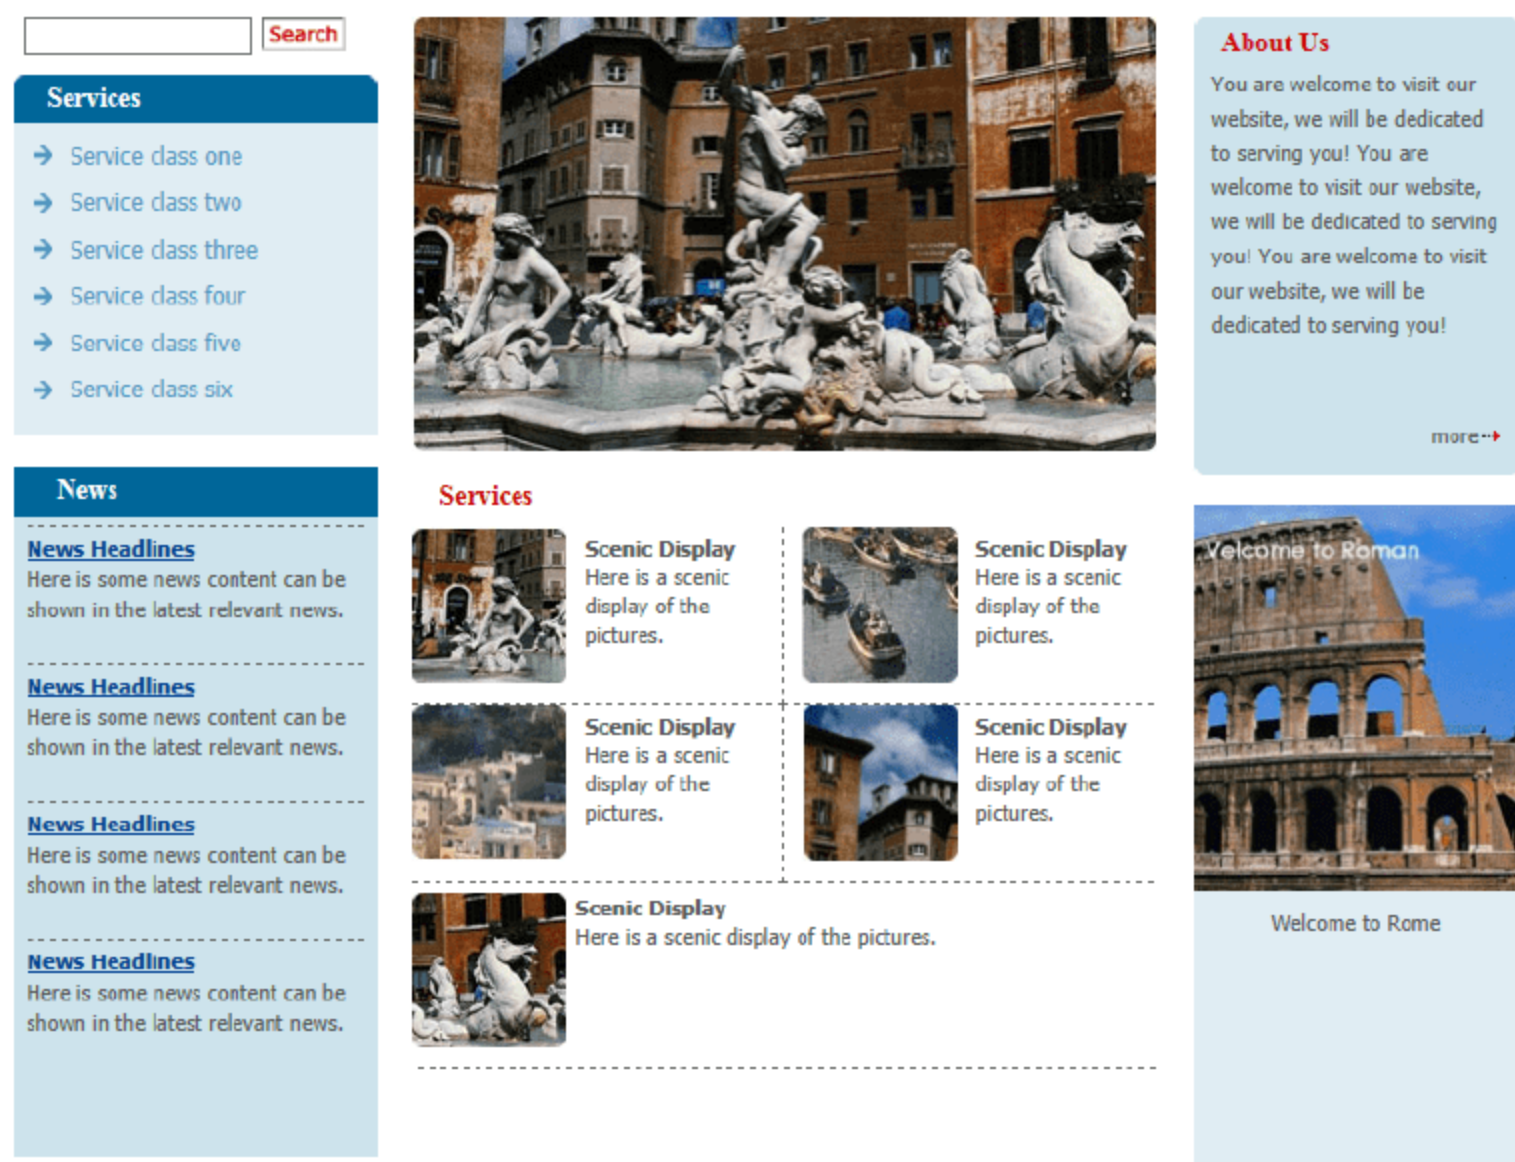 Search
Services
Service class one
Service class two
Service class three
Service class four
Service class five
Service class six
News
News Headlines
Here is some news content can be
shown in the latest relevant news.
News Headlines
Here is some news content can be
shown in the latest relevant news.
News Headlines
Here is some news content can be
shown in the latest relevant news.
News Headlines
Here is some news content can be
shown in the latest relevant news.
Services
Scenic Display
Here is a scenic
display of the
pictures.
Scenic Display
Here is a scenic
display of the
pictures.
Scenic Display
Here is a scenic
display of the
pictures.
Scenic Display
Here is a scenic
display of the
pictures.
Scenic Display
Here is a scenic display of the pictures.
About Us
You are welcome to visit our
website, we will be dedicated
to serving you! You are
welcome to visit our website,
we will be dedicated to serving
you! You are welcome to visit
our website, we will be
dedicated to serving you!
more
Welcome to Roman
Welcome to Rome